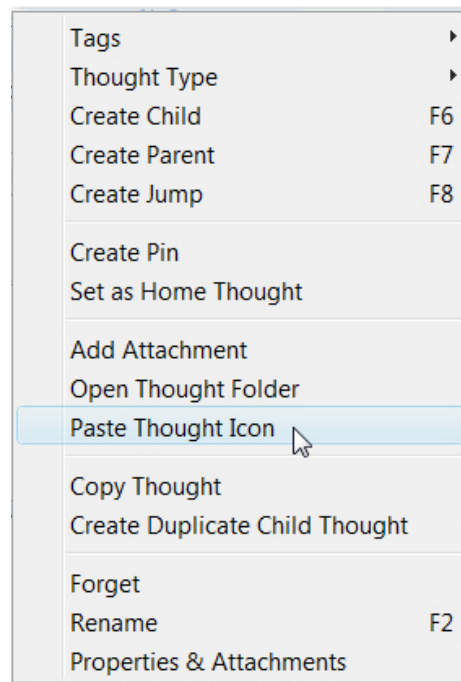 Tags
Thought Type
Create Child F6
Create Parent F7
Create Jump F8
Create Pin
Set as Home Thought
Add Attachment
Open Thought Folder
Paste Thought Icon
Copy Thought
Create Duplicate Child Thought
Forget
Rename F2
Properties & Attachments